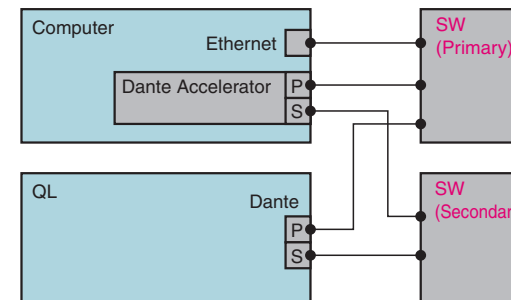 Computer
Ethernet
Dante Accelerator
P
S
SW
(Primary)
QL
Dante
P
S
SW
(Secondar